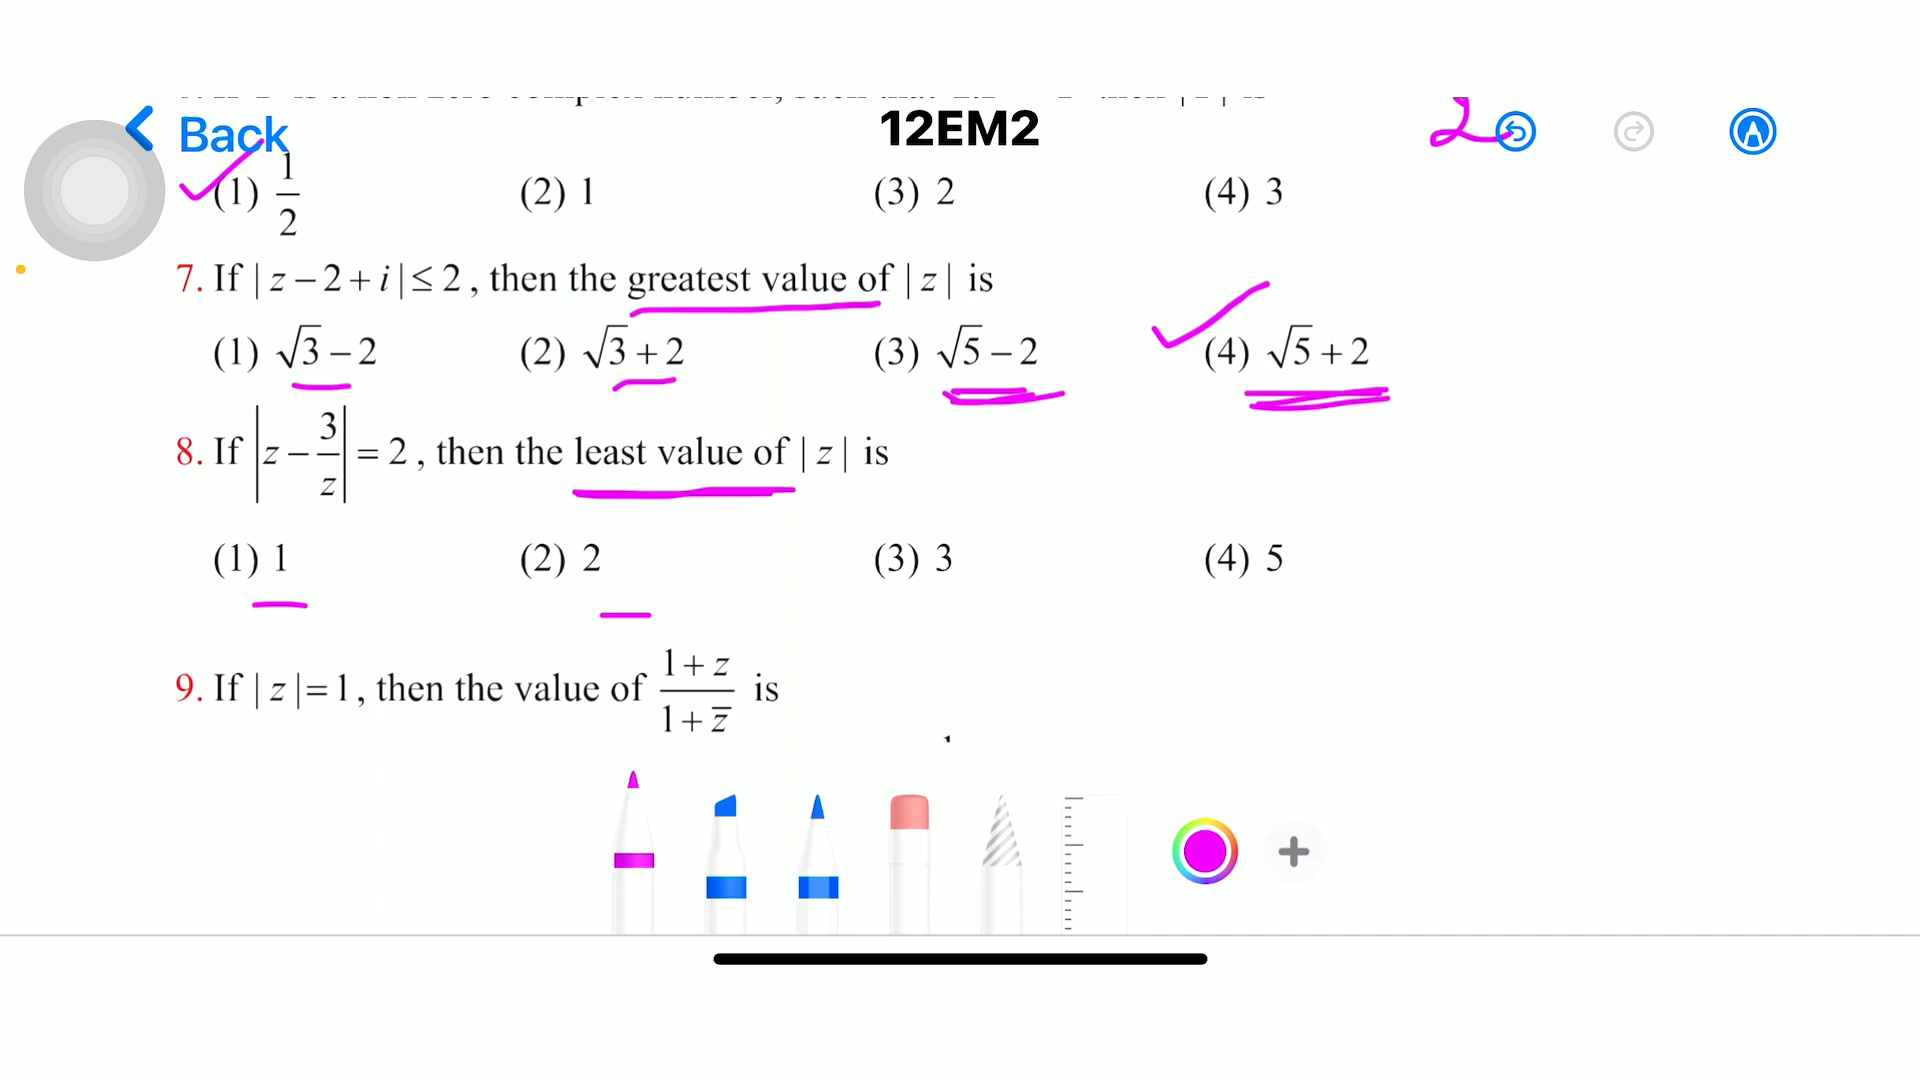 Back 12EM2 2
(1) 1/2 (2) 1 (3) 2 (4) 3
7. If | z − 2 + i | ≤ 2 , then the greatest value of | z | is
(1) √3 − 2 (2) √3 + 2 (3) √5 − 2 (4) √5 + 2
8. If | z − 3/z | = 2 , then the least value of | z | is
(1) 1 (2) 2 (3) 3 (4) 5
9. If | z | = 1 , then the value of (1 + z)/(1 + z̅) is